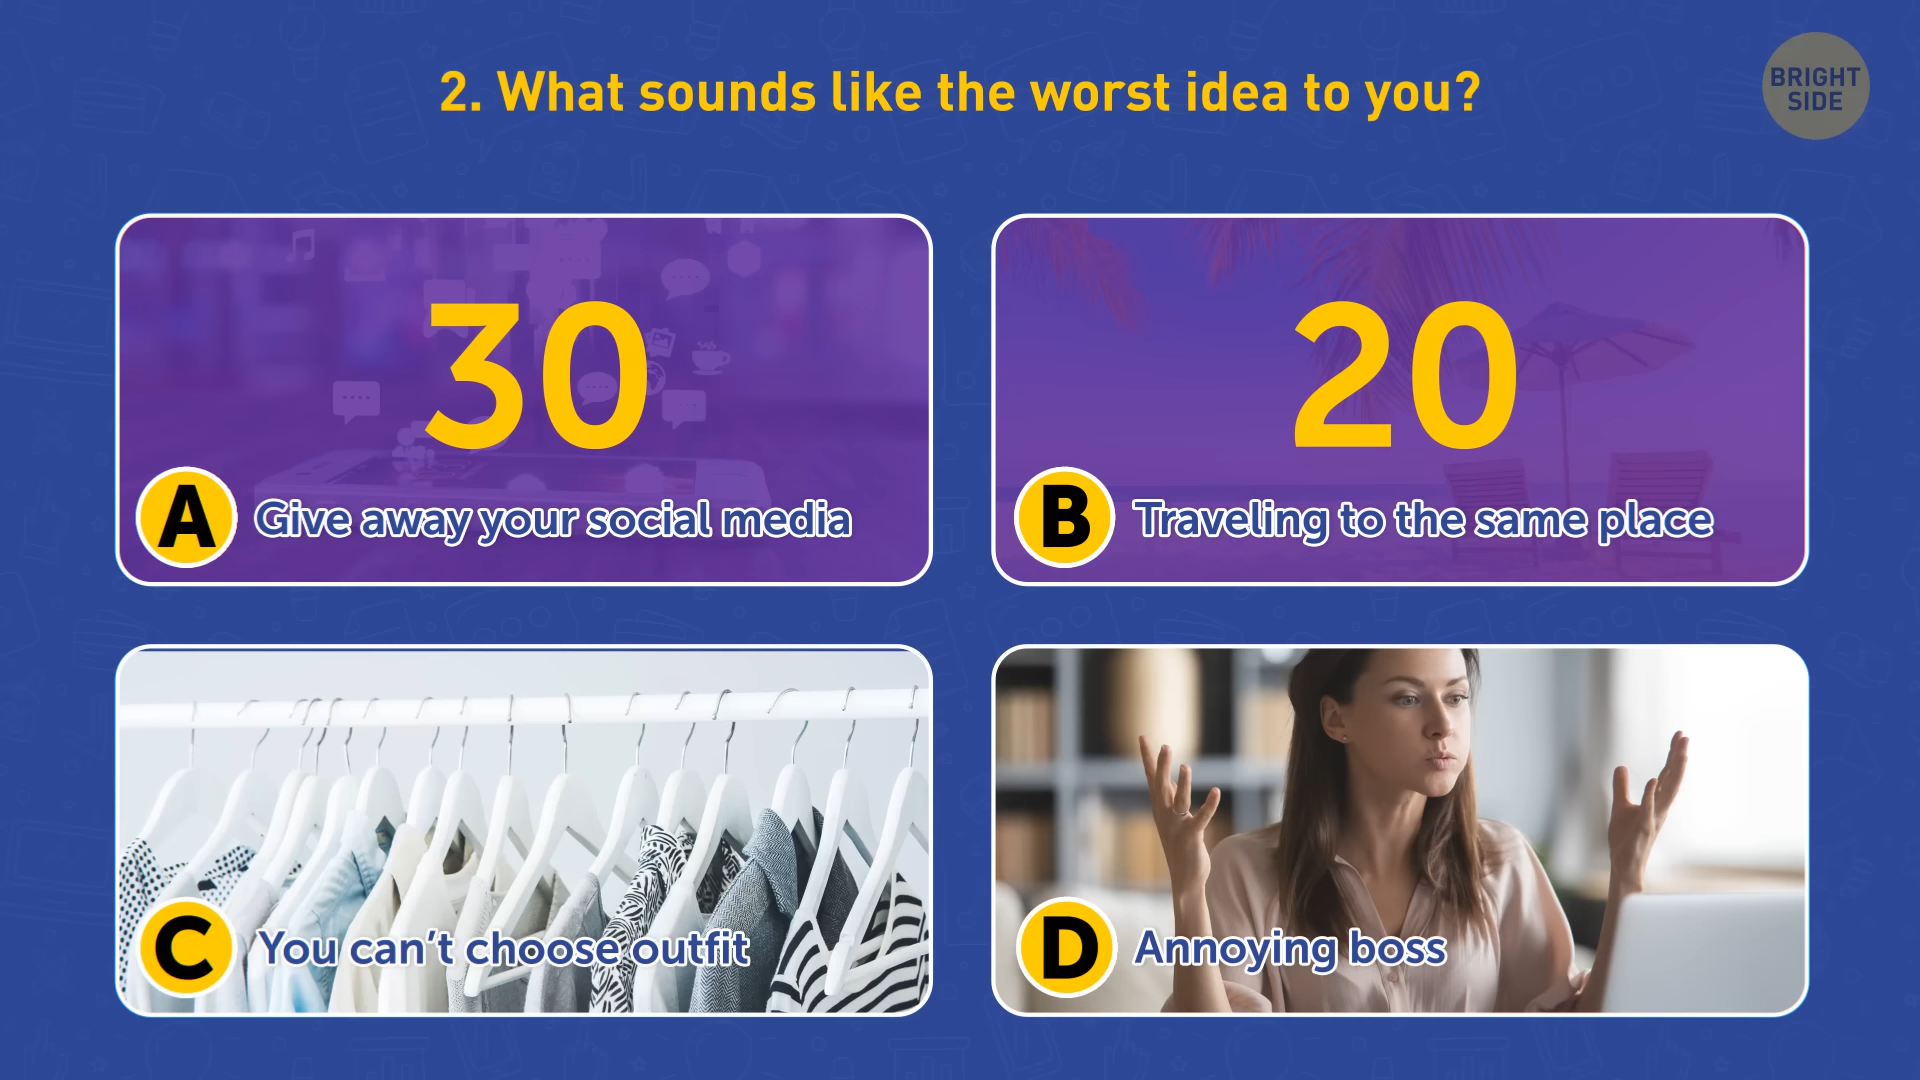 2. What sounds like the worst idea to you?
BRIGHT
SIDE
30
A Give away your social media
20
B Traveling to the same place
C You can't choose outfit
D Annoying boss